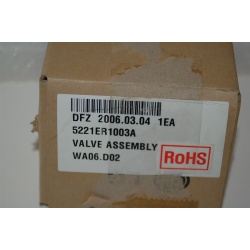 DFZ 2006.03.04 1EA
5221ER1003A
VALVE ASSEMBLY
WA06.D02
RoHS